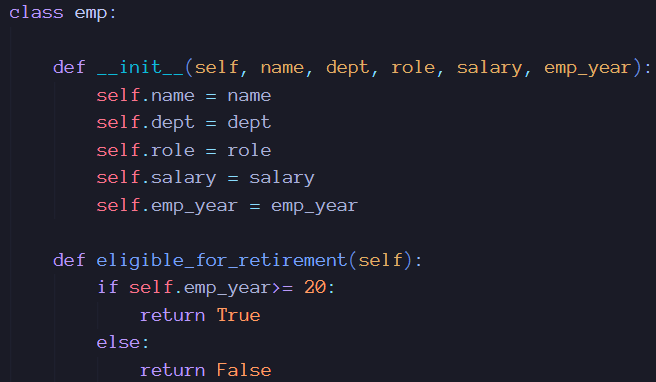 class emp:
    def __init__(self, name, dept, role, salary, emp_year):
        self.name = name
        self.dept = dept
        self.role = role
        self.salary = salary
        self.emp_year = emp_year
    def eligible_for_retirement(self):
        if self.emp_year>= 20:
            return True
        else:
            return False